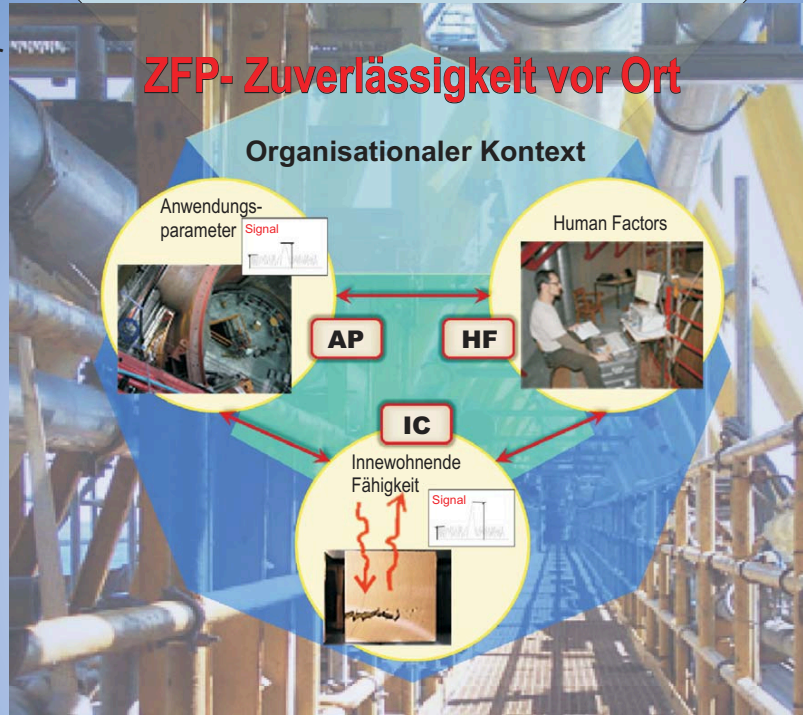 ZFP- Zuverlässigkeit vor Ort
Organisationaler Kontext
Anwendungs-
parameter
Signal
Human Factors
AP
HF
IC
Innewohnende
Fähigkeit
Signal